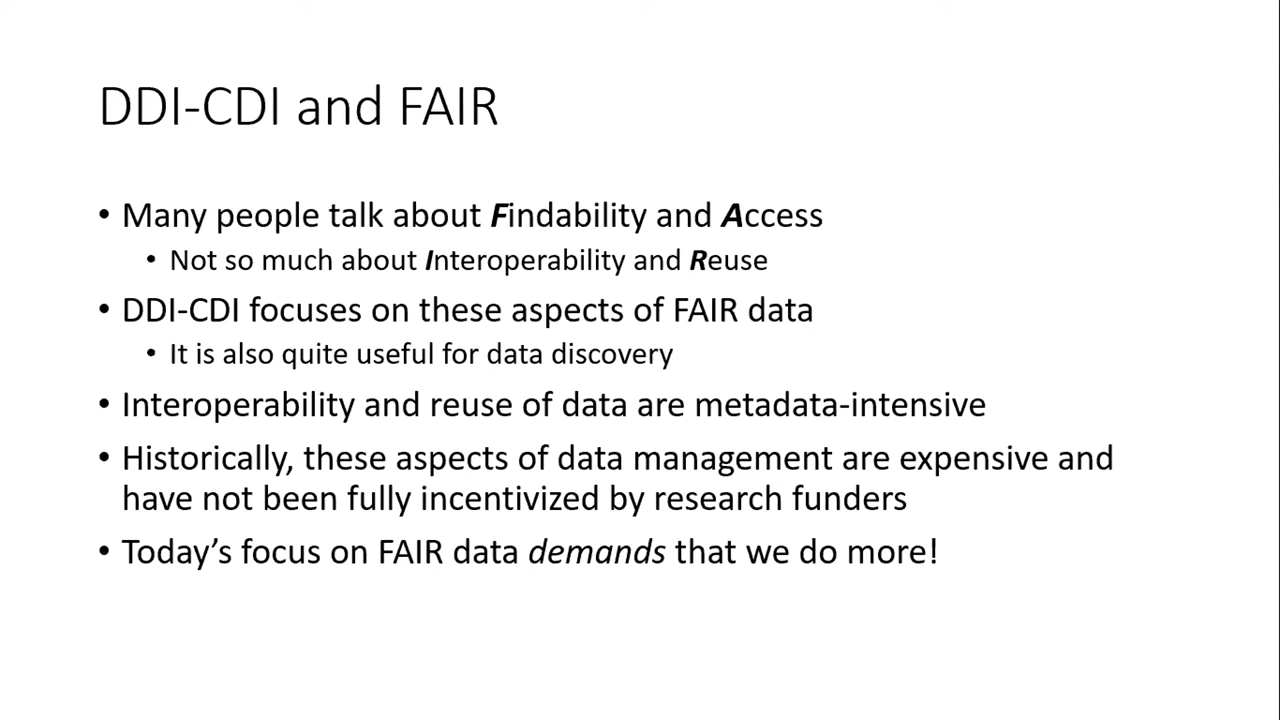 DDI-CDI and FAIR
• Many people talk about Findability and Access
• Not so much about Interoperability and Reuse
• DDI-CDI focuses on these aspects of FAIR data
• It is also quite useful for data discovery
• Interoperability and reuse of data are metadata-intensive
• Historically, these aspects of data management are expensive and
have not been fully incentivized by research funders
• Today’s focus on FAIR data demands that we do more!